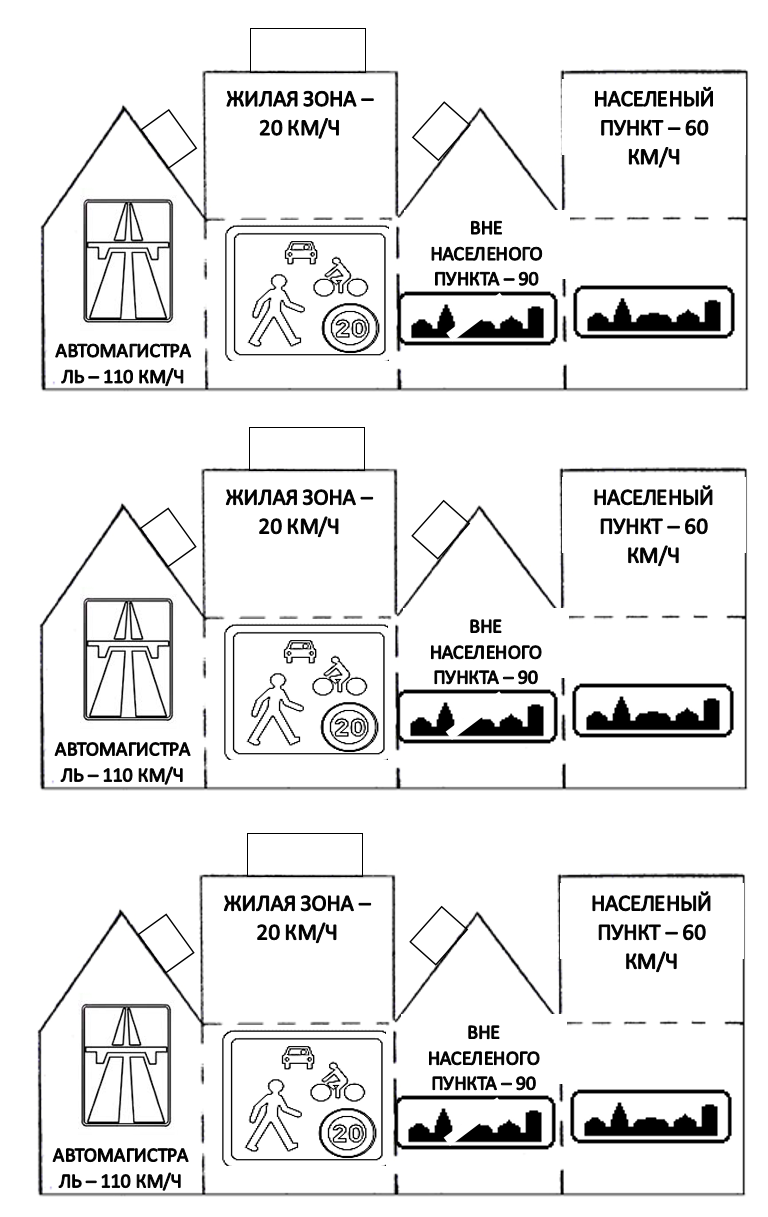 ЖИЛАЯ ЗОНА –
20 КМ/Ч
НАСЕЛЕНЫЙ
ПУНКТ – 60
КМ/Ч
ВНЕ
НАСЕЛЕНОГО
ПУНКТА – 90
20
АВТОМАГИСТРА
ЛЬ – 110 КМ/Ч
ЖИЛАЯ ЗОНА –
20 КМ/Ч
НАСЕЛЕНЫЙ
ПУНКТ – 60
КМ/Ч
ВНЕ
НАСЕЛЕНОГО
ПУНКТА – 90
20
АВТОМАГИСТРА
ЛЬ – 110 КМ/Ч
ЖИЛАЯ ЗОНА –
20 КМ/Ч
НАСЕЛЕНЫЙ
ПУНКТ – 60
КМ/Ч
ВНЕ
НАСЕЛЕНОГО
ПУНКТА – 90
20
АВТОМАГИСТРА
ЛЬ – 110 КМ/Ч